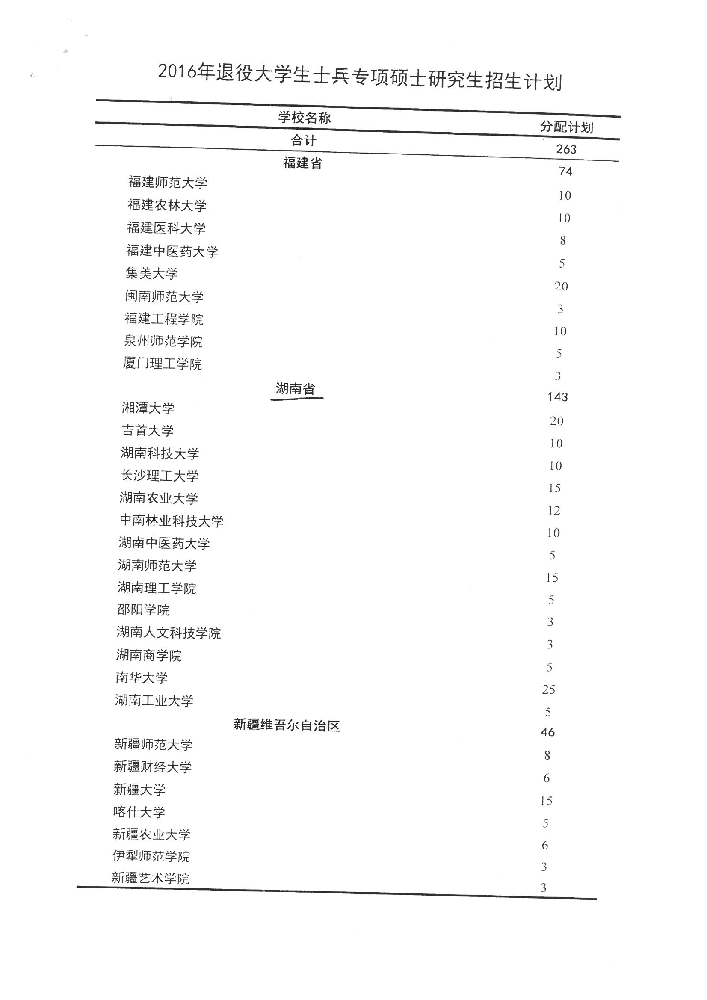 2016年退役大学生士兵专项硕士研究生招生计划
学校名称 分配计划
合计 263
福建省 74
福建师范大学 10
福建农林大学 10
福建医科大学 8
福建中医药大学 5
集美大学 20
闽南师范大学 3
福建工程学院 10
泉州师范学院 5
厦门理工学院 3
湖南省 143
湘潭大学 20
吉首大学 10
湖南科技大学 10
长沙理工大学 15
湖南农业大学 12
中南林业科技大学 10
湖南中医药大学 5
湖南师范大学 15
湖南理工学院 5
邵阳学院 3
湖南人文科技学院 3
湖南商学院 5
南华大学 25
湖南工业大学 5
新疆维吾尔自治区 46
新疆师范大学 8
新疆财经大学 6
新疆大学 15
喀什大学 5
新疆农业大学 6
伊犁师范学院 3
新疆艺术学院 3